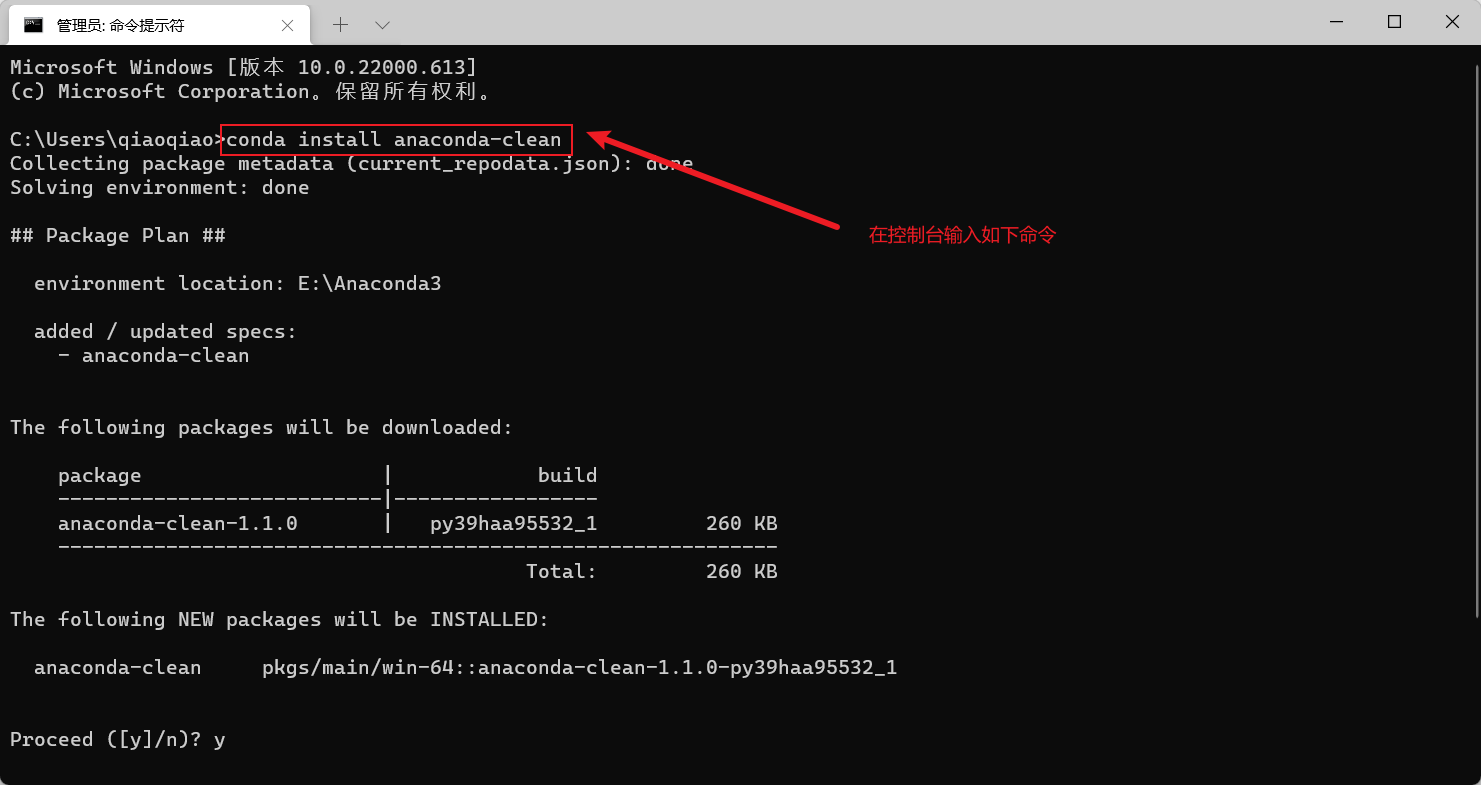 管理员: 命令提示符
Microsoft Windows [版本 10.0.22000.613]
(c) Microsoft Corporation。保留所有权利。
C:\Users\qiaoqiao>conda install anaconda-clean
Collecting package metadata (current_repodata.json): done
Solving environment: done
在控制台输入如下命令
## Package Plan ##
environment location: E:\Anaconda3
added / updated specs:
- anaconda-clean
The following packages will be downloaded:
package | build
---------------------------|-----------------
anaconda-clean-1.1.0 | py39haa95532_1 260 KB
------------------------------------------------------------
Total: 260 KB
The following NEW packages will be INSTALLED:
anaconda-clean pkgs/main/win-64::anaconda-clean-1.1.0-py39haa95532_1
Proceed ([y]/n)? y